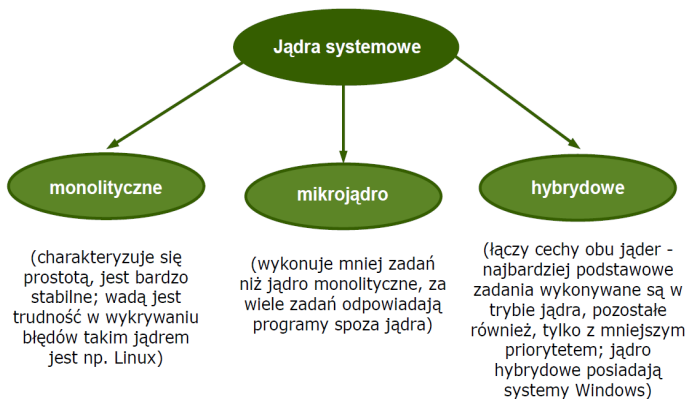 Jądra systemowe
monolityczne
mikrojądro
hybrydowe
(charakteryzuje się
prostotą, jest bardzo
stabilne; wadą jest
trudność w wykrywaniu
błędów takim jądrem
jest np. Linux)
(wykonuje mniej zadań
niż jądro monolityczne, za
wiele zadań odpowiadają
programy spoza jądra)
(łączy cechy obu jąder -
najbardziej podstawowe
zadania wykonywane są w
trybie jądra, pozostałe
również, tylko z mniejszym
priorytetem; jądro
hybrydowe posiadają
systemy Windows)